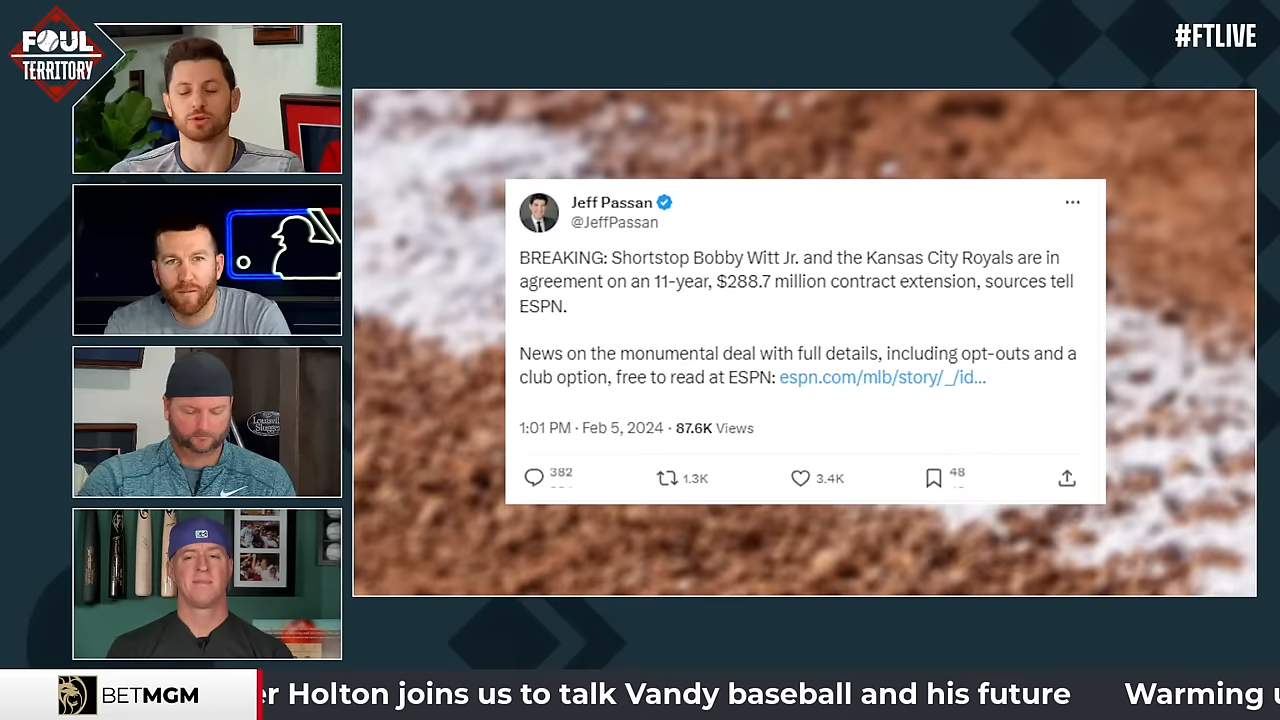 FOUL
TERRITORY
#FTLIVE
Jeff Passan
@JeffPassan
BREAKING: Shortstop Bobby Witt Jr. and the Kansas City Royals are in
agreement on an 11-year, $288.7 million contract extension, sources tell
ESPN.
News on the monumental deal with full details, including opt-outs and a
club option, free to read at ESPN: espn.com/mlb/story/_/id...
1:01 PM · Feb 5, 2024 · 87.6K Views
382
1.3K
3.4K
48
Louisville
Slugger
BETMGM
er Holton joins us to talk Vandy baseball and his future
Warming u